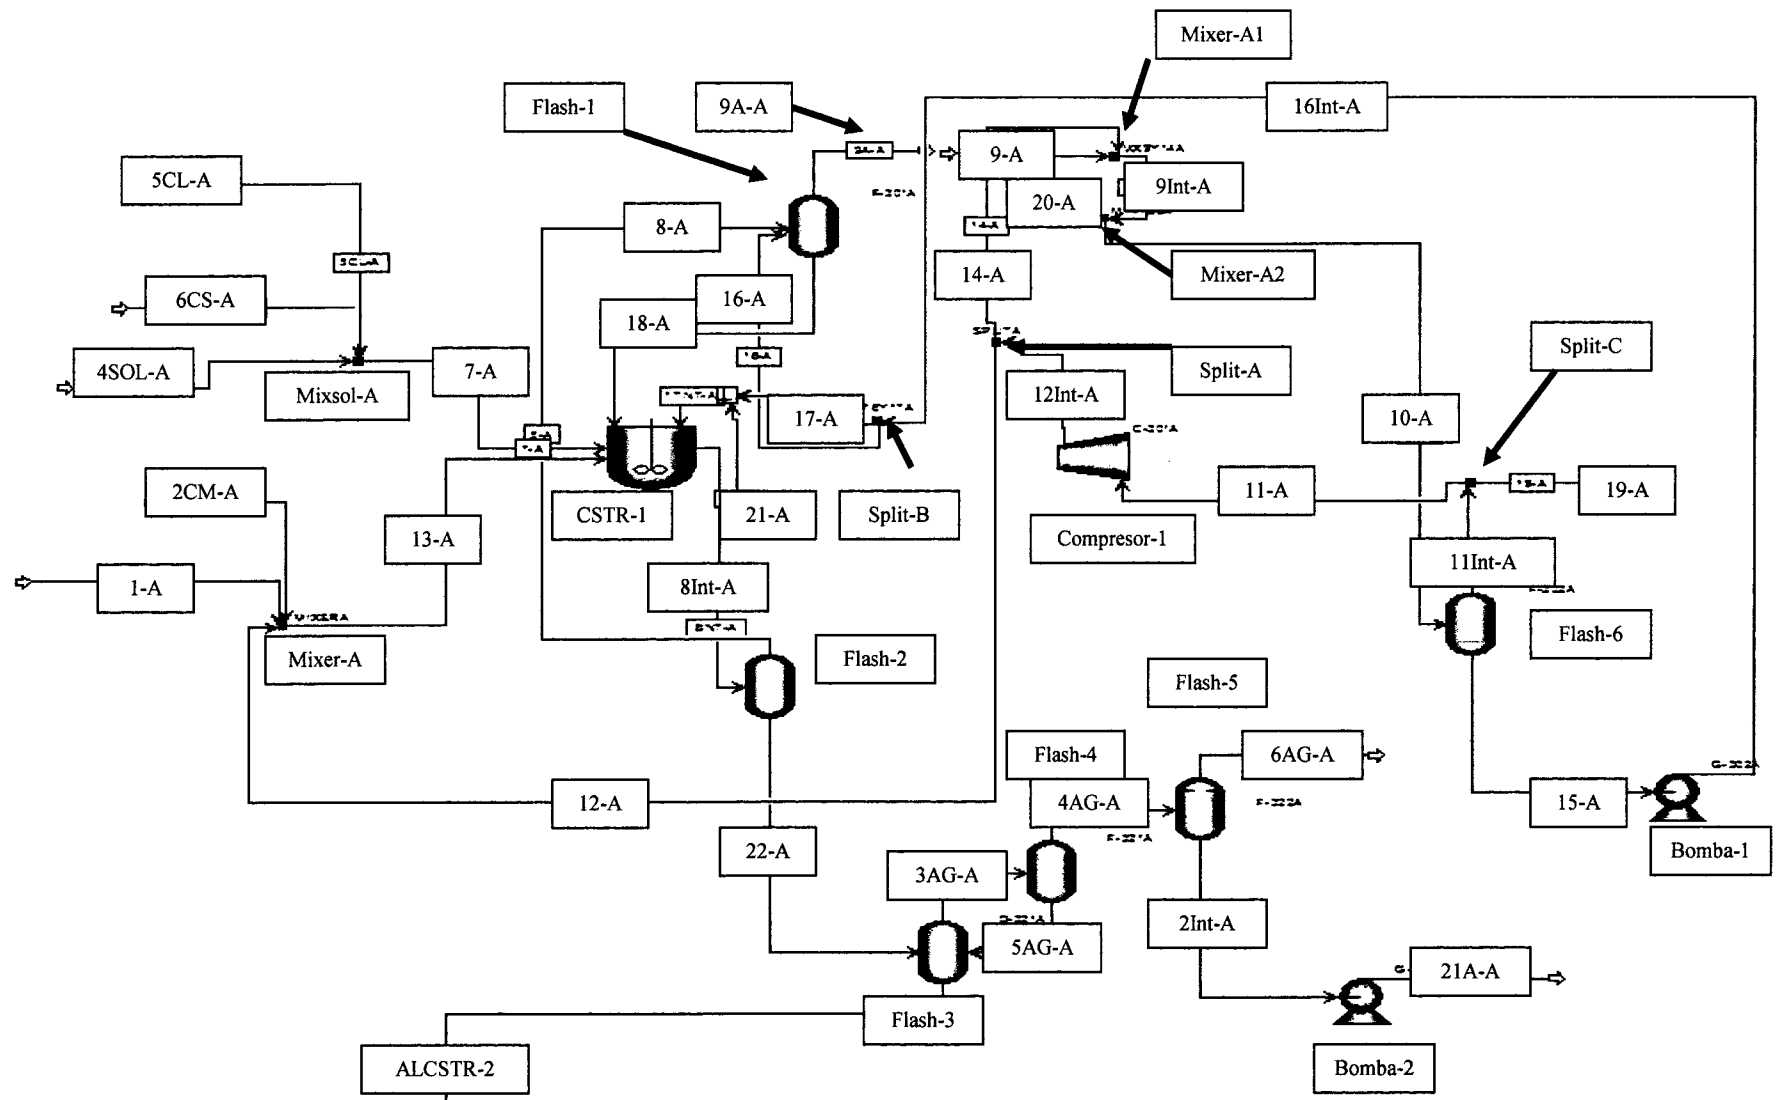 Mixer-A1
Flash-1
9A-A
16Int-A
9-A
5CL-A
9Int-A
20-A
8-A
14-A
Mixer-A2
6CS-A
16-A
18-A
Split-C
4SOL-A
7-A
Split-A
Mixsol-A
12Int-A
17-A
10-A
2CM-A
11-A
19-A
CSTR-1
21-A
Split-B
13-A
Compresor-1
11Int-A
1-A
8Int-A
Flash-6
Mixer-A
Flash-2
Flash-5
Flash-4
6AG-A
12-A
4AG-A
15-A
22-A
Bomba-1
3AG-A
2Int-A
5AG-A
21A-A
Flash-3
ALCSTR-2
Bomba-2